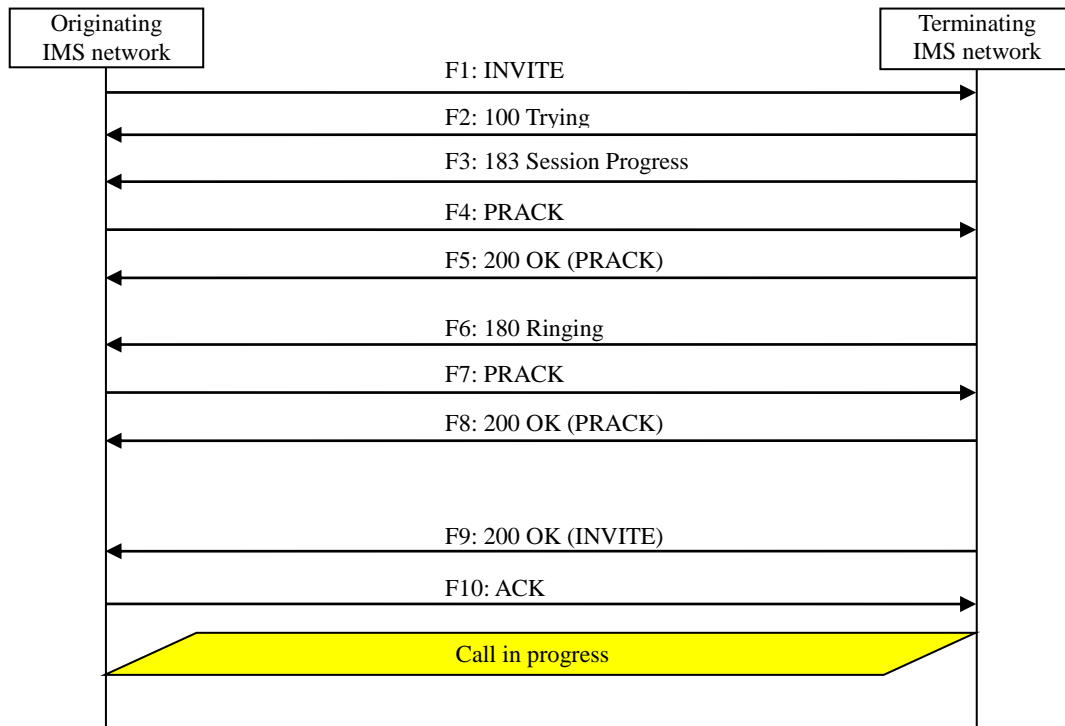 Originating
IMS network
Terminating
IMS network
F1: INVITE
F2: 100 Trying
F3: 183 Session Progress
F4: PRACK
F5: 200 OK (PRACK)
F6: 180 Ringing
F7: PRACK
F8: 200 OK (PRACK)
F9: 200 OK (INVITE)
F10: ACK
Call in progress